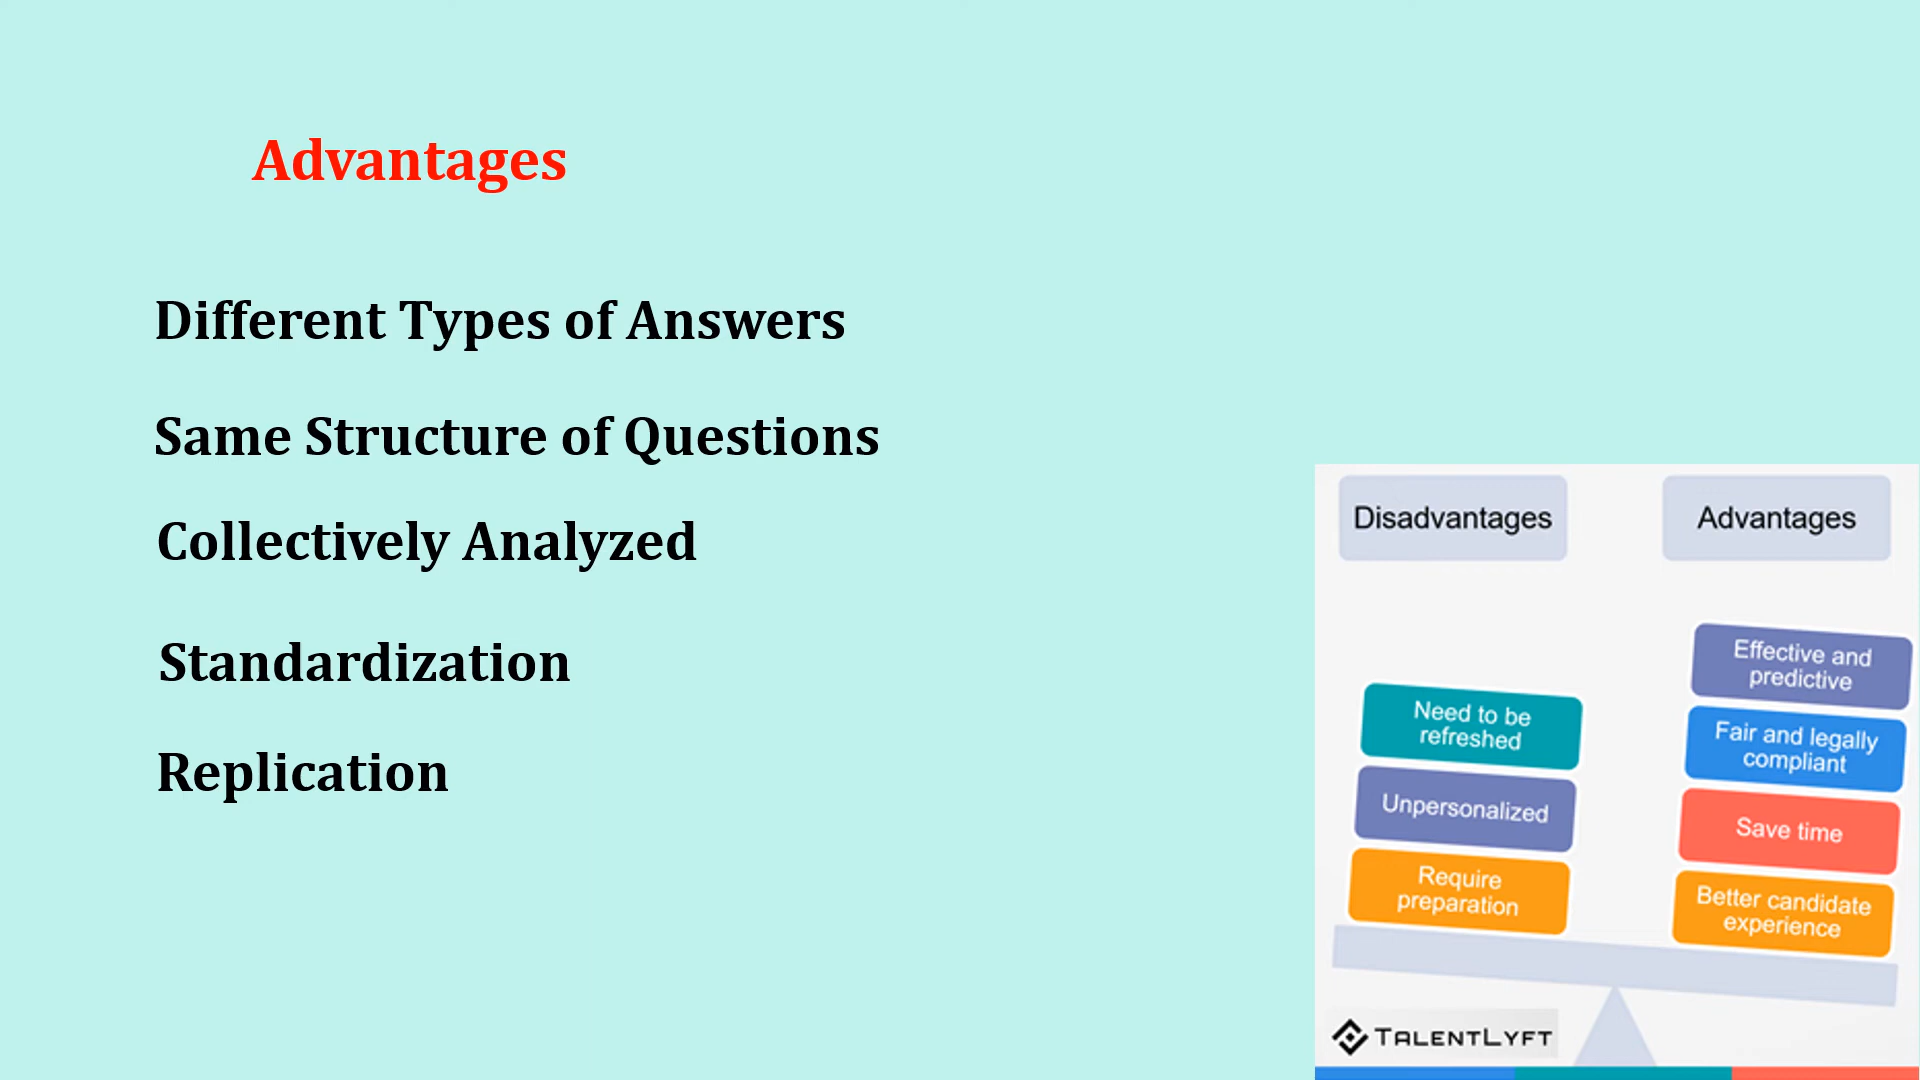 Advantages
Different Types of Answers
Same Structure of Questions
Collectively Analyzed
Standardization
Replication
Disadvantages
Need to be
refreshed
Unpersonalized
Require
preparation
Advantages
Effective and
predictive
Fair and legally
compliant
Save time
Better candidate
experience
TALENTLYFT